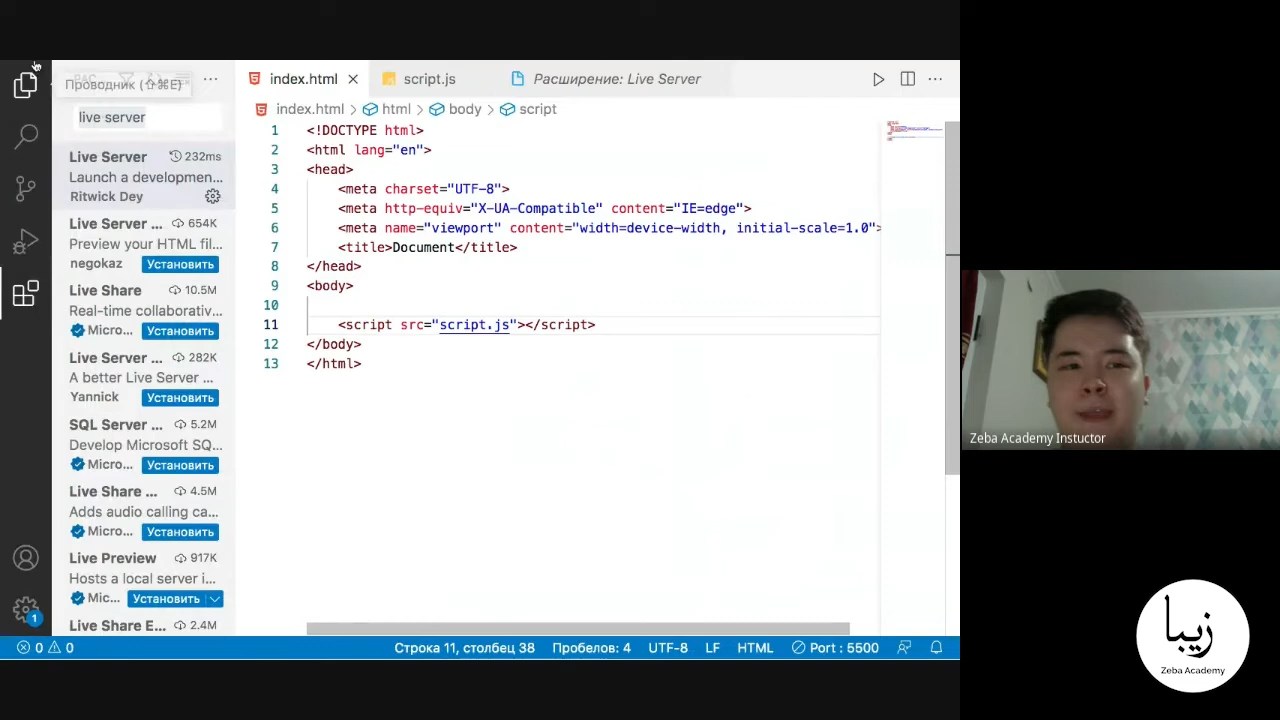 Проводник (⇧⌘E)
live server
Live Server 232ms
Launch a developmen...
Ritwick Dey
Live Server ... 654K
Preview your HTML fil...
negokaz Установить
Live Share 10.5M
Real-time collaborativ...
Micro... Установить
Live Server ... 282K
A better Live Server ...
Yannick Установить
SQL Server ... 5.2M
Develop Microsoft SQ...
Micro... Установить
Live Share ... 4.5M
Adds audio calling ca...
Micro... Установить
Live Preview 917K
Hosts a local server i...
Mic... Установить
Live Share E... 2.4M
1
index.html script.js Расширение: Live Server
index.html > html > body > script
1 <!DOCTYPE html>
2 <html lang="en">
3 <head>
4 <meta charset="UTF-8">
5 <meta http-equiv="X-UA-Compatible" content="IE=edge">
6 <meta name="viewport" content="width=device-width, initial-scale=1.0">
7 <title>Document</title>
8 </head>
9 <body>
10
11 <script src="script.js"></script>
12 </body>
13 </html>
0 0 Строка 11, столбец 38 Пробелов: 4 UTF-8 LF HTML Port : 5500
Zeba Academy Instuctor
زيبا
Zeba Academy